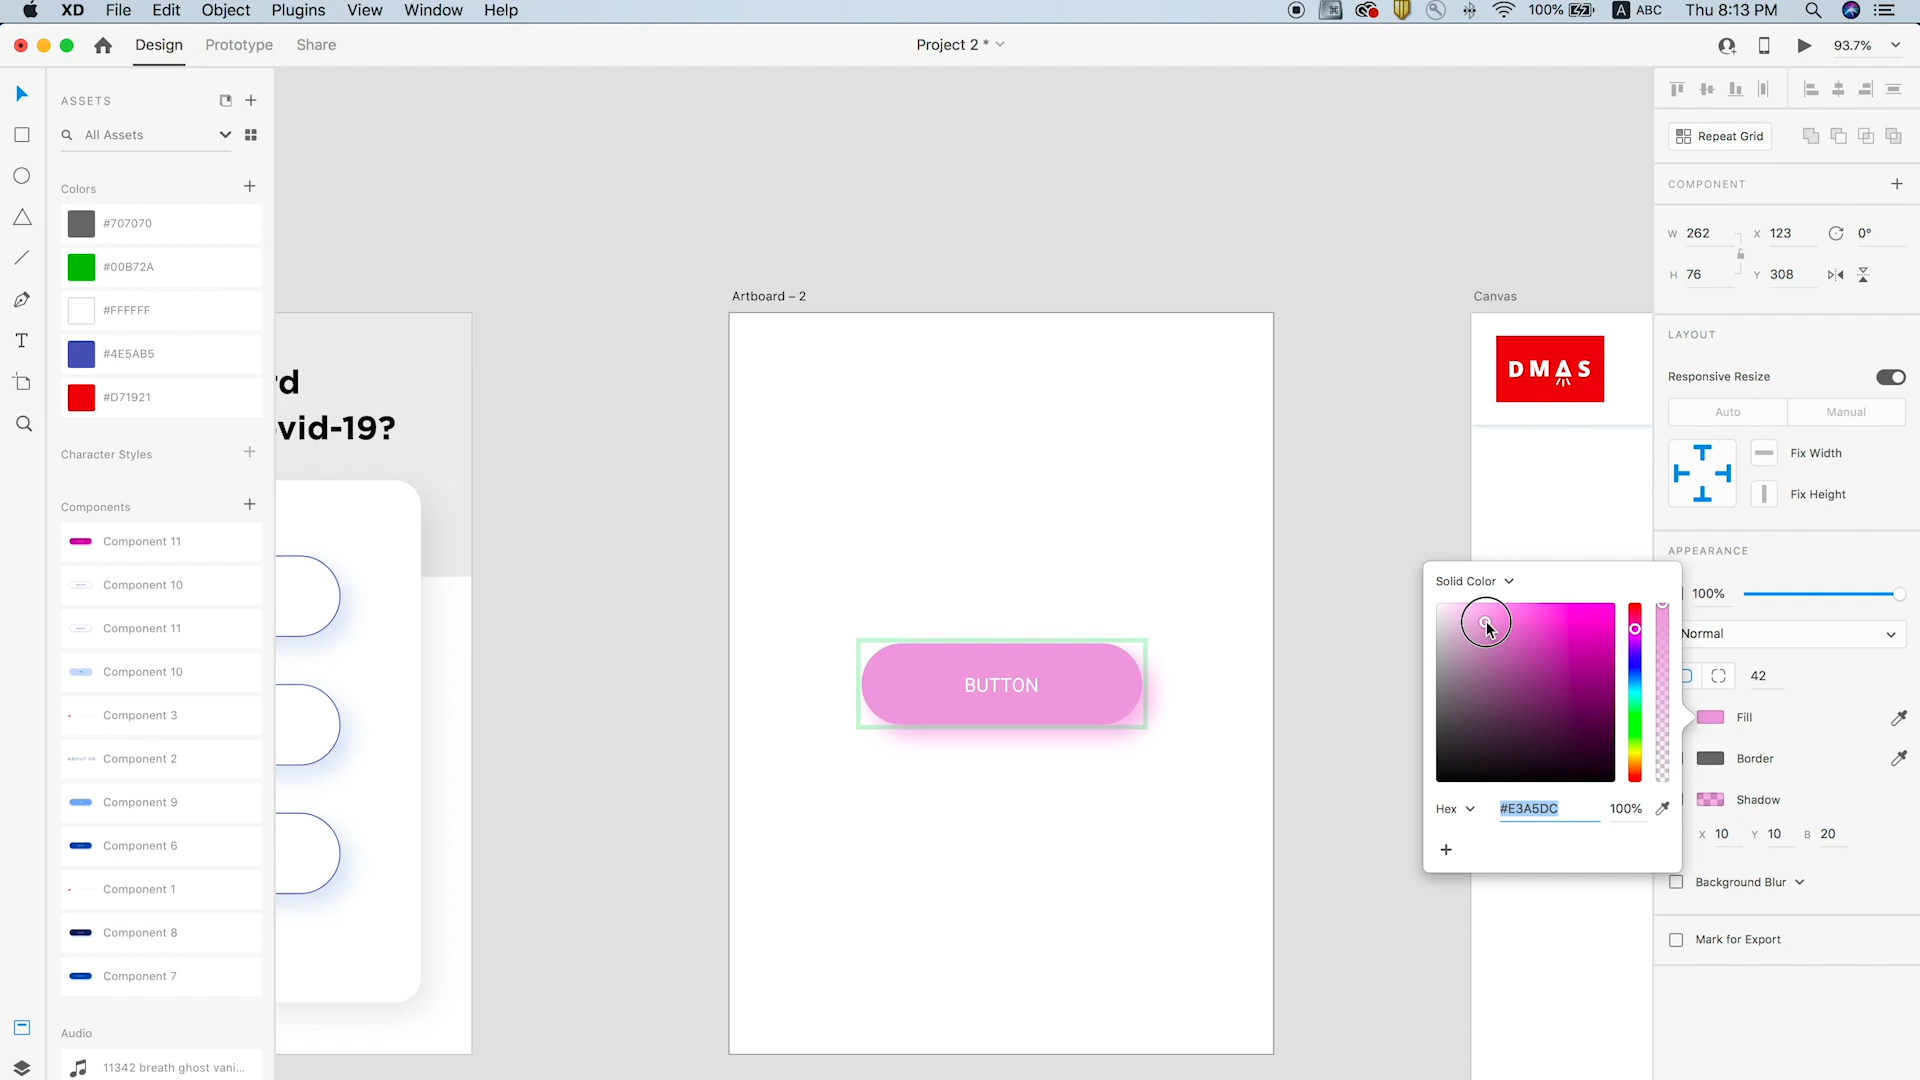 XD File Edit Object Plugins View Window Help
100% A ABC Thu 8:13 PM
Design Prototype Share
Project 2 *
93.7%
ASSETS
All Assets
Colors
#707070
#00B72A
#FFFFFF
#4E5AB5
#D71921
Character Styles
Components
Component 11
Component 10
Component 11
Component 10
Component 3
ABOUT US Component 2
Component 9
Component 6
Component 1
Component 8
Component 7
Audio
11342 breath ghost vani...
rd
ovid-19?
Artboard – 2
BUTTON
Canvas
DMAS
Solid Color
Hex #E3A5DC 100%
Repeat Grid
COMPONENT
W 262 X 123 0°
H 76 Y 308
LAYOUT
Responsive Resize
Auto Manual
Fix Width
Fix Height
APPEARANCE
100%
Normal
42
Fill
Border
Shadow
X 10 Y 10 B 20
Background Blur
Mark for Export